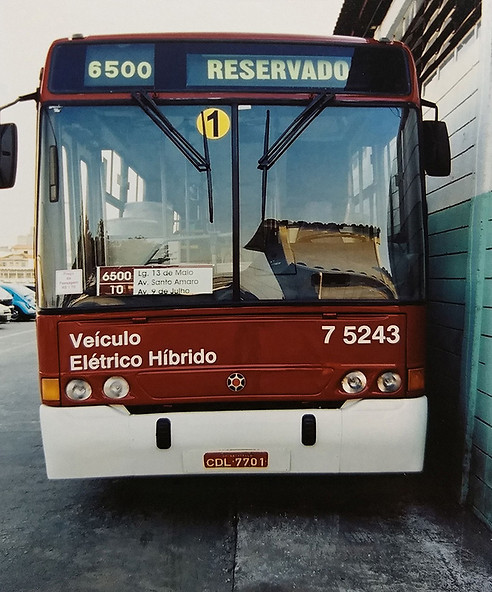 6500 RESERVADO
1
6500 Lg. 13 de Maio
10 Av. Santo Amaro
Av. 9 de Julho
Veículo
Elétrico Híbrido
7 5243
CDL·7701